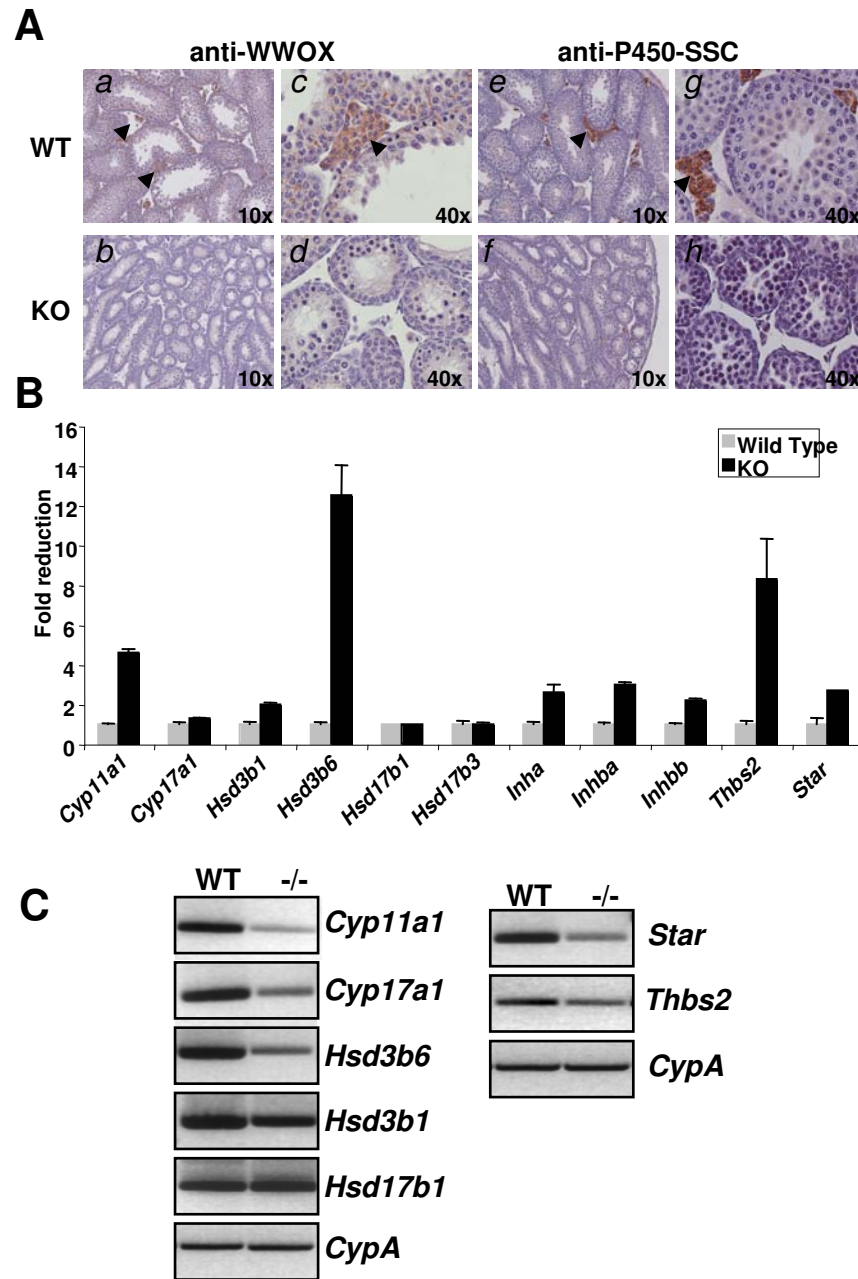 A
anti-WWOX
anti-P450-SSC
WT
a
c
e
g
10x
40x
10x
40x
KO
b
d
f
h
10x
40x
10x
40x
B
Fold reduction
16
14
12
10
8
6
4
2
0
Wild Type
KO
Cyp11a1
Cyp17a1
Hsd3b1
Hsd3b6
Hsd17b1
Hsd17b3
Inha
Inhba
Inhbb
Thbs2
Star
C
WT -/-
Cyp11a1
Cyp17a1
Hsd3b6
Hsd3b1
Hsd17b1
CypA
WT -/-
Star
Thbs2
CypA